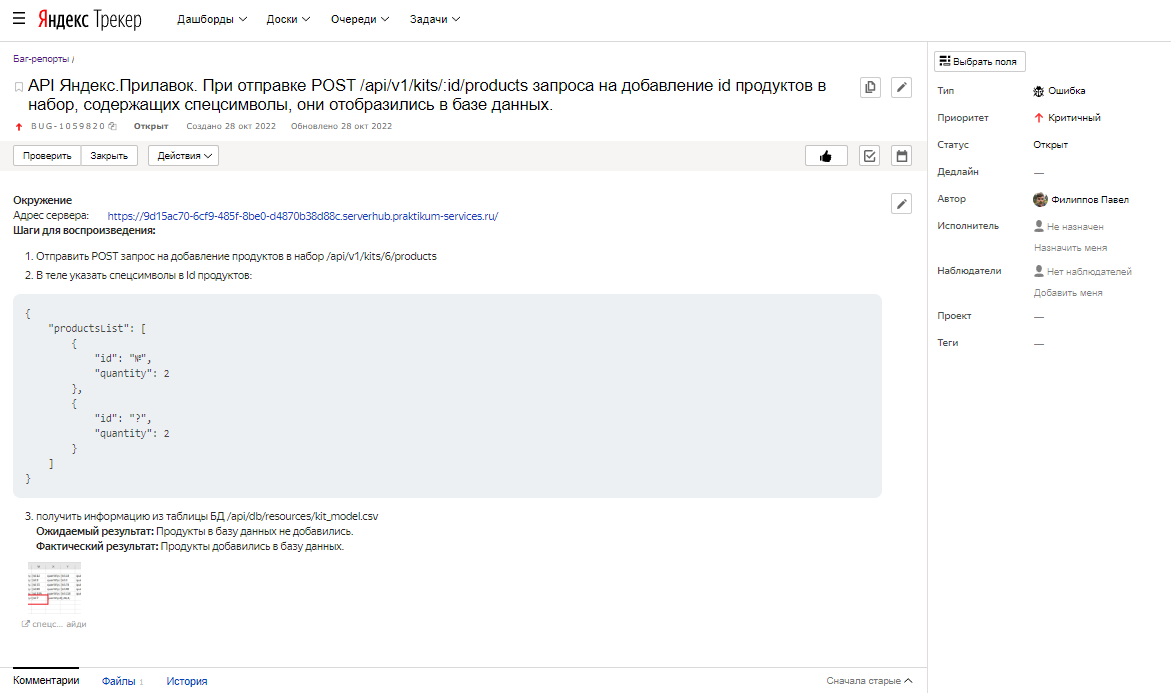 Яндекс Трекер Дашборды Доски Очереди Задачи
Баг-репорты /
API Яндекс.Прилавок. При отправке POST /api/v1/kits/:id/products запроса на добавление id продуктов в
набор, содержащих спецсимволы, они отобразились в базе данных.
BUG-1059820 Открыт Создано 28 окт 2022 Обновлено 28 окт 2022
Проверить Закрыть Действия
Окружение
Адрес сервера: https://9d15ac70-6cf9-485f-8be0-d4870b38d88c.serverhub.praktikum-services.ru/
Шаги для воспроизведения:
1. Отправить POST запрос на добавление продуктов в набор /api/v1/kits/6/products
2. В теле указать спецсимволы в Id продуктов:
{
"productsList": [
{
"id": "№",
"quantity": 2
},
{
"id": "?",
"quantity": 2
}
]
}
3. получить информацию из таблицы БД /api/db/resources/kit_model.csv
Ожидаемый результат: Продукты в базу данных не добавились.
Фактический результат: Продукты добавились в базу данных.
спецс... айди
Комментарии Файлы 1 История Сначала старые
Выбрать поля
Тип Ошибка
Приоритет Критичный
Статус Открыт
Дедлайн —
Автор Филиппов Павел
Исполнитель Не назначен
Назначить меня
Наблюдатели Нет наблюдателей
Добавить меня
Проект —
Теги —